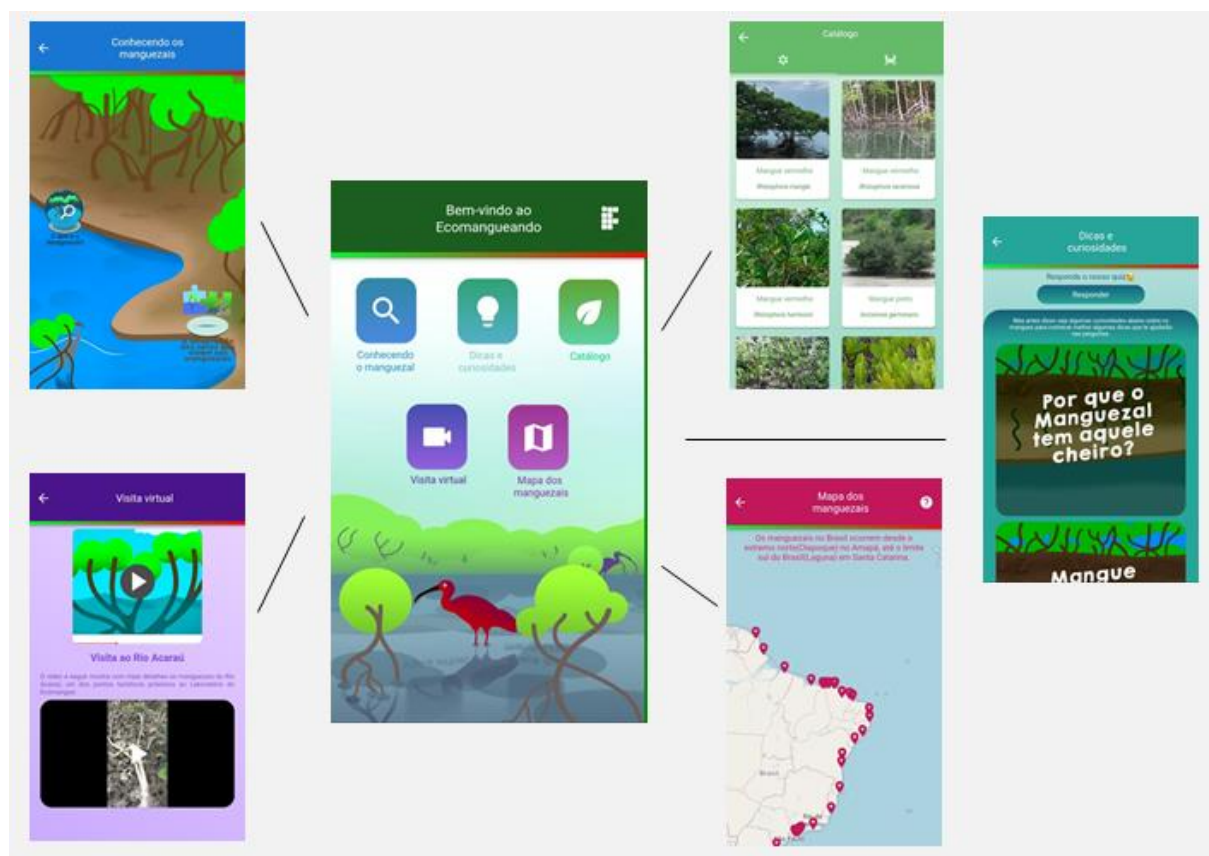 Conhecendo os
manguezais
Bem-vindo ao
Ecomangueando
Conhecendo
o manguezal
Dicas e
curiosidades
Catálogo
Visita virtual
Mapa dos
manguezais
Visita virtual
Visita ao Rio Acaraú
Catálogo
Mangue vermelho
Rhizophora mangle
Mangue vermelho
Rhizophora racemosa
Mangue vermelho
Rhizophora harrisonii
Mangue preto
Avicennia germinans
Mapa dos
manguezais
Os manguezais no Brasil ocorrem desde o
extremo norte(Oiapoque) no Amapá, até o limite
sul do Brasil(Laguna) em Santa Catarina.
Brasil
São Paulo
Dicas e
curiosidades
Responda o nosso quiz
Responder
Por que o
Manguezal
tem aquele
cheiro?
Mangue